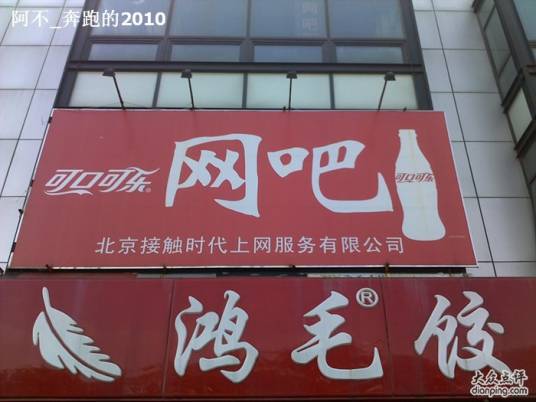 阿不_奔跑的2010
网吧
可口可乐® 网吧 可口可乐
北京接触时代上网服务有限公司
鸿毛®饺
大众点评
dianping.com